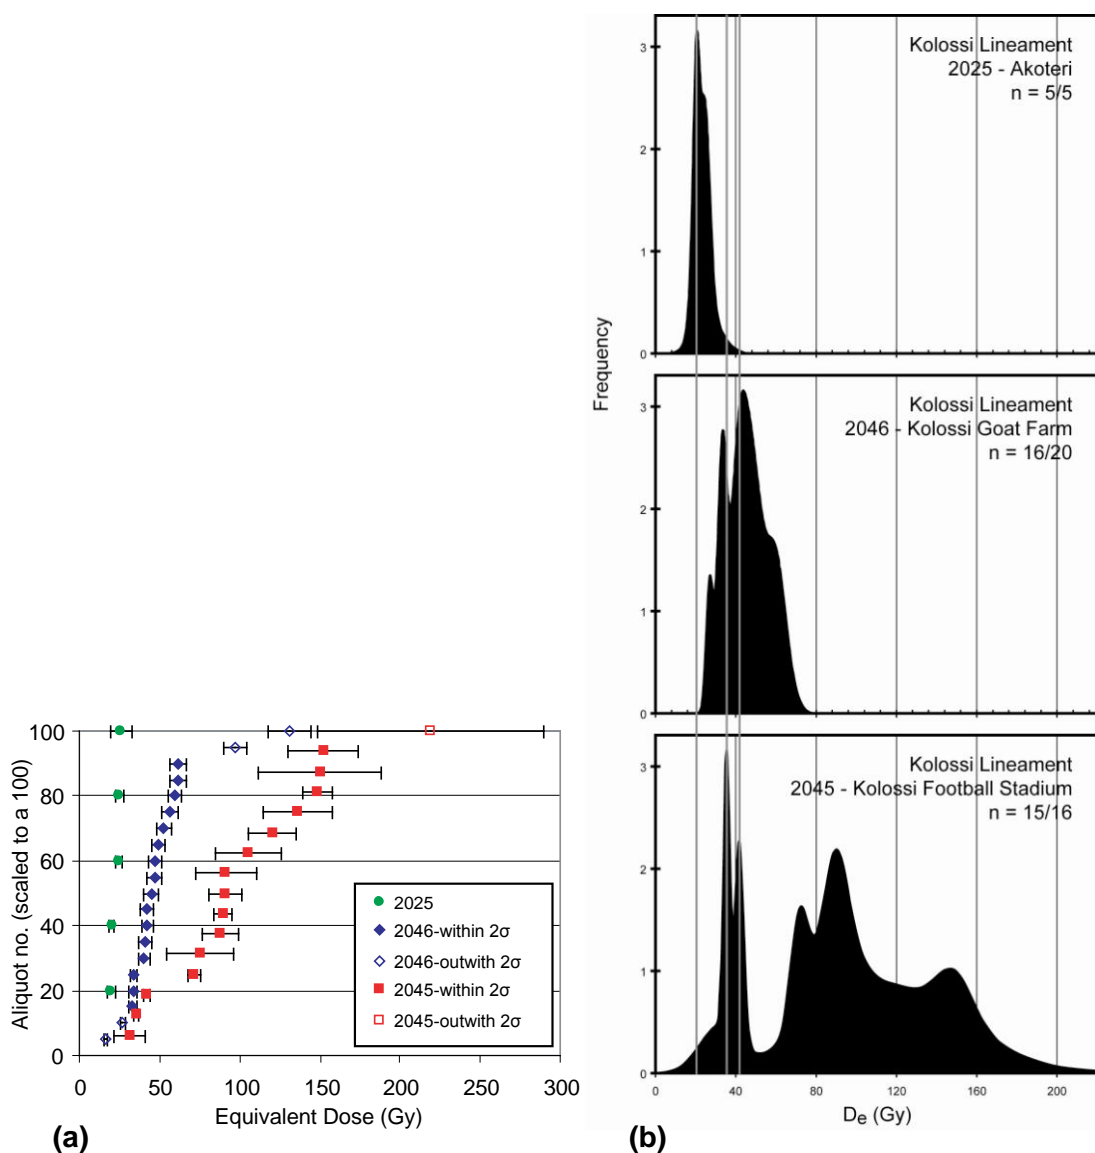 100
80
60
40
20
0
0
50
100
150
200
250
300
Aliquot no. (scaled to a 100)
Equivalent Dose (Gy)
2025
2046-within 2σ
2046-outwith 2σ
2045-within 2σ
2045-outwith 2σ
(a)
Kolossi Lineament
2025 - Akoteri
n = 5/5
3
2
1
0
Frequency
Kolossi Lineament
2046 - Kolossi Goat Farm
n = 16/20
3
2
1
0
Kolossi Lineament
2045 - Kolossi Football Stadium
n = 15/16
3
2
1
0
0
40
80
120
160
200
De (Gy)
(b)